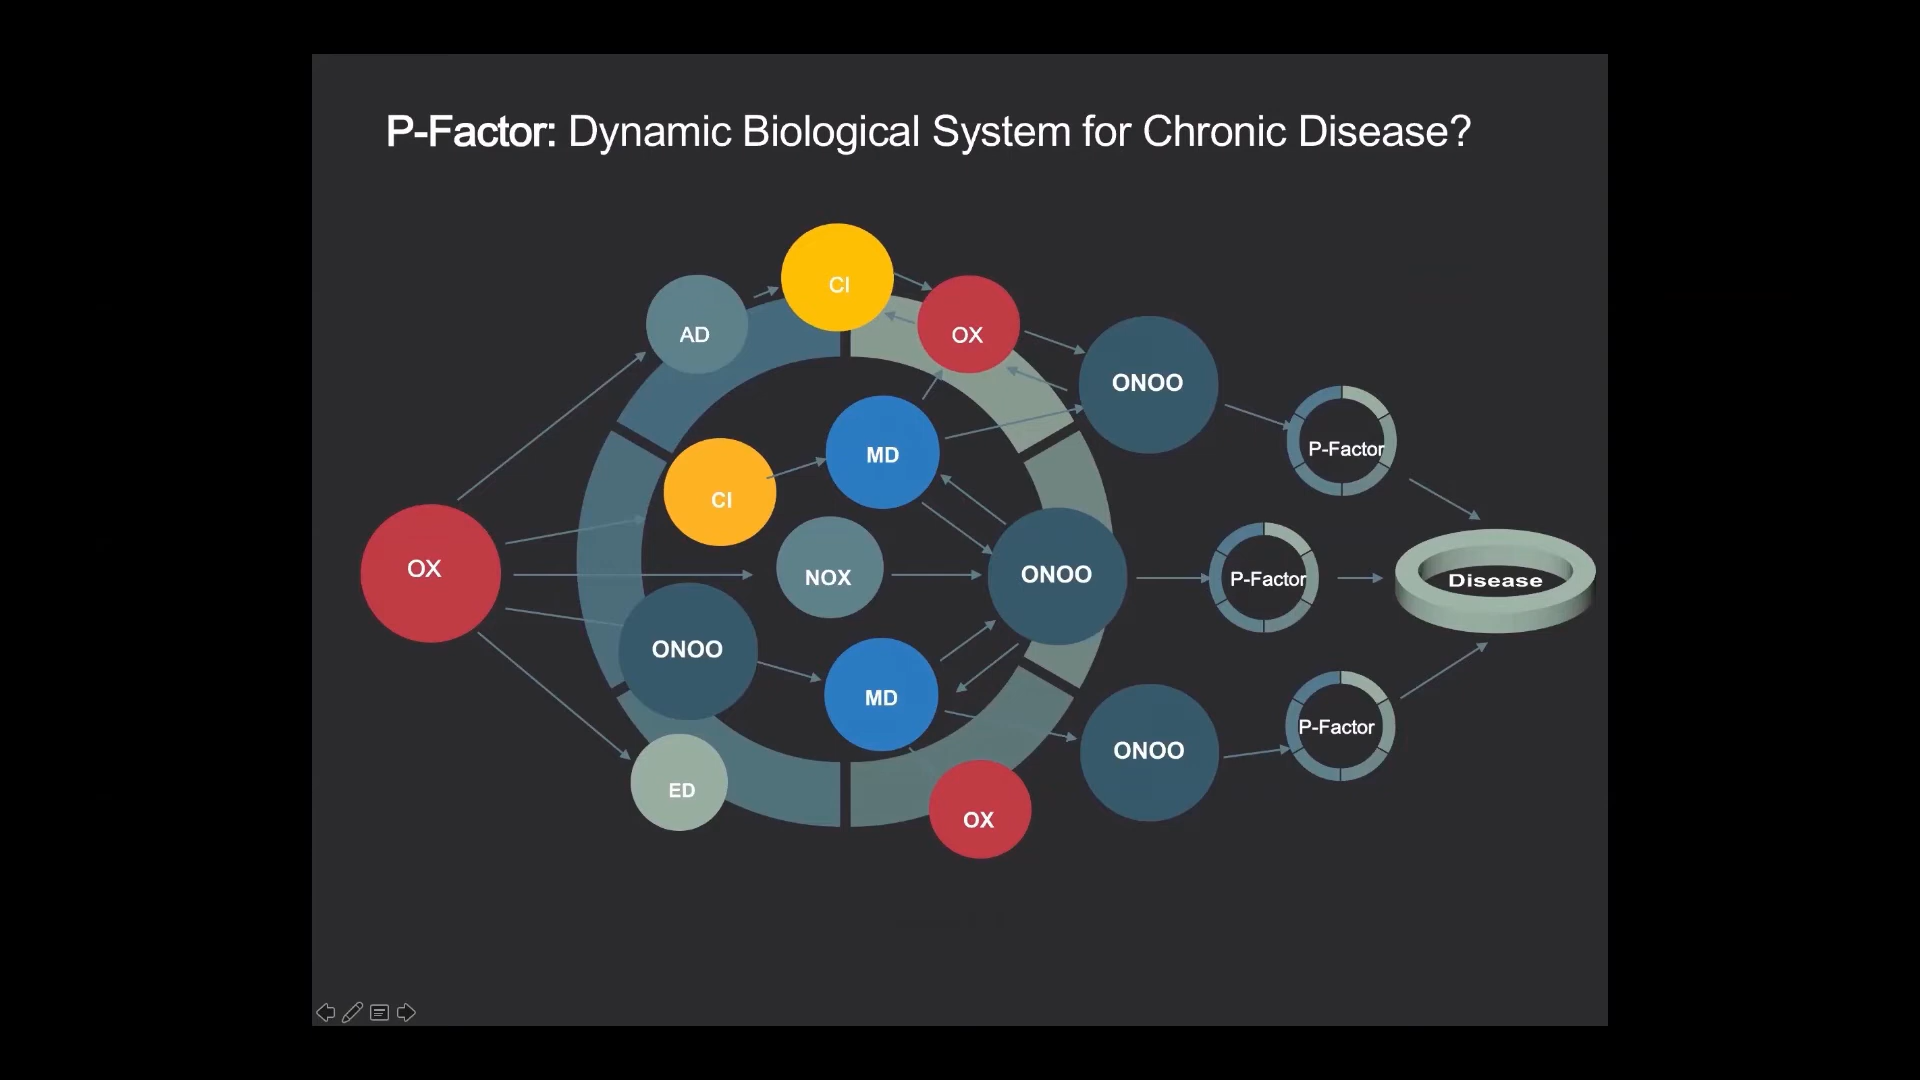 P-Factor: Dynamic Biological System for Chronic Disease?
CI
AD
OX
ONOO
MD
P-Factor
CI
OX
NOX
ONOO
P-Factor
Disease
ONOO
MD
P-Factor
ONOO
ED
OX